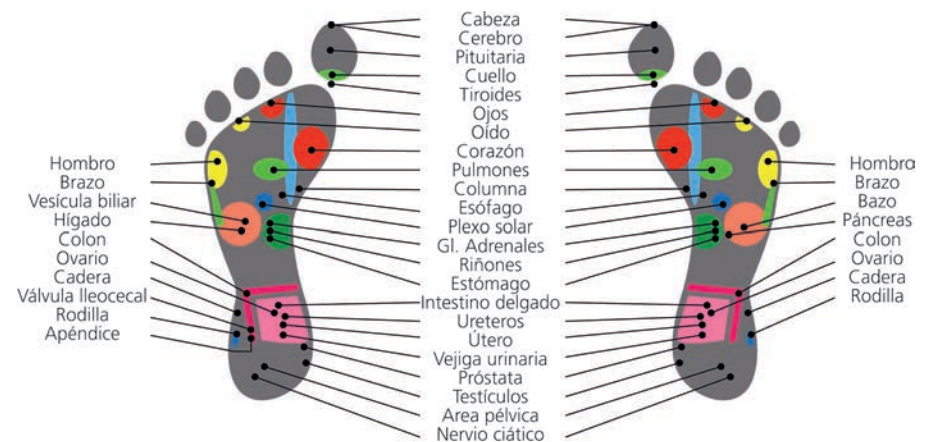 Cabeza
Cerebro
Pituitaria
Cuello
Tiroides
Ojos
Oído
Corazón
Pulmones
Columna
Esófago
Plexo solar
Gl. Adrenales
Riñones
Estómago
Intestino delgado
Ureteros
Útero
Vejiga urinaria
Próstata
Testículos
Area pélvica
Nervio ciático
Hombro
Brazo
Vesícula biliar
Hígado
Colon
Ovario
Cadera
Válvula lleocecal
Rodilla
Apéndice
Hombro
Brazo
Bazo
Páncreas
Colon
Ovario
Cadera
Rodilla